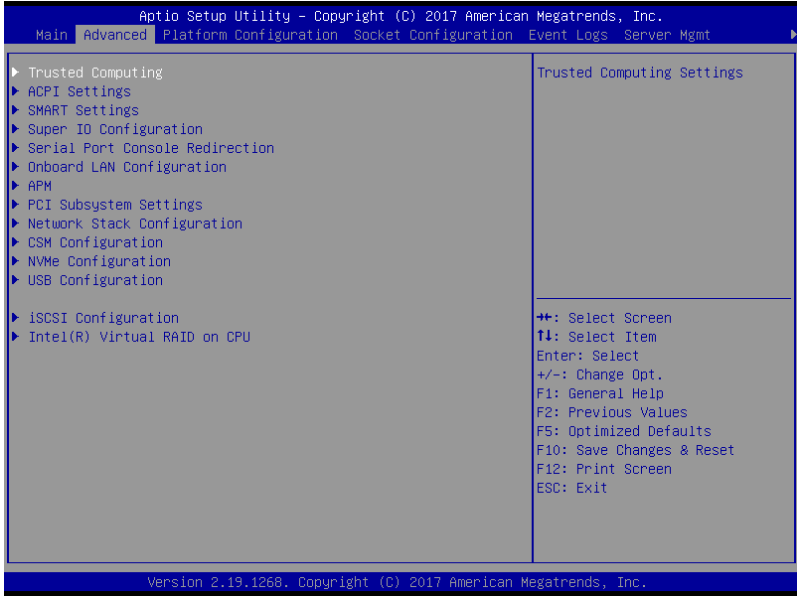 Aptio Setup Utility – Copyright (C) 2017 American Megatrends, Inc.
Main Advanced Platform Configuration Socket Configuration Event Logs Server Mgmt
Trusted Computing
ACPI Settings
SMART Settings
Super IO Configuration
Serial Port Console Redirection
Onboard LAN Configuration
APM
PCI Subsystem Settings
Network Stack Configuration
CSM Configuration
NVMe Configuration
USB Configuration
iSCSI Configuration
Intel(R) Virtual RAID on CPU
Trusted Computing Settings
→←: Select Screen
↑↓: Select Item
Enter: Select
+/-: Change Opt.
F1: General Help
F2: Previous Values
F5: Optimized Defaults
F10: Save Changes & Reset
F12: Print Screen
ESC: Exit
Version 2.19.1268. Copyright (C) 2017 American Megatrends, Inc.